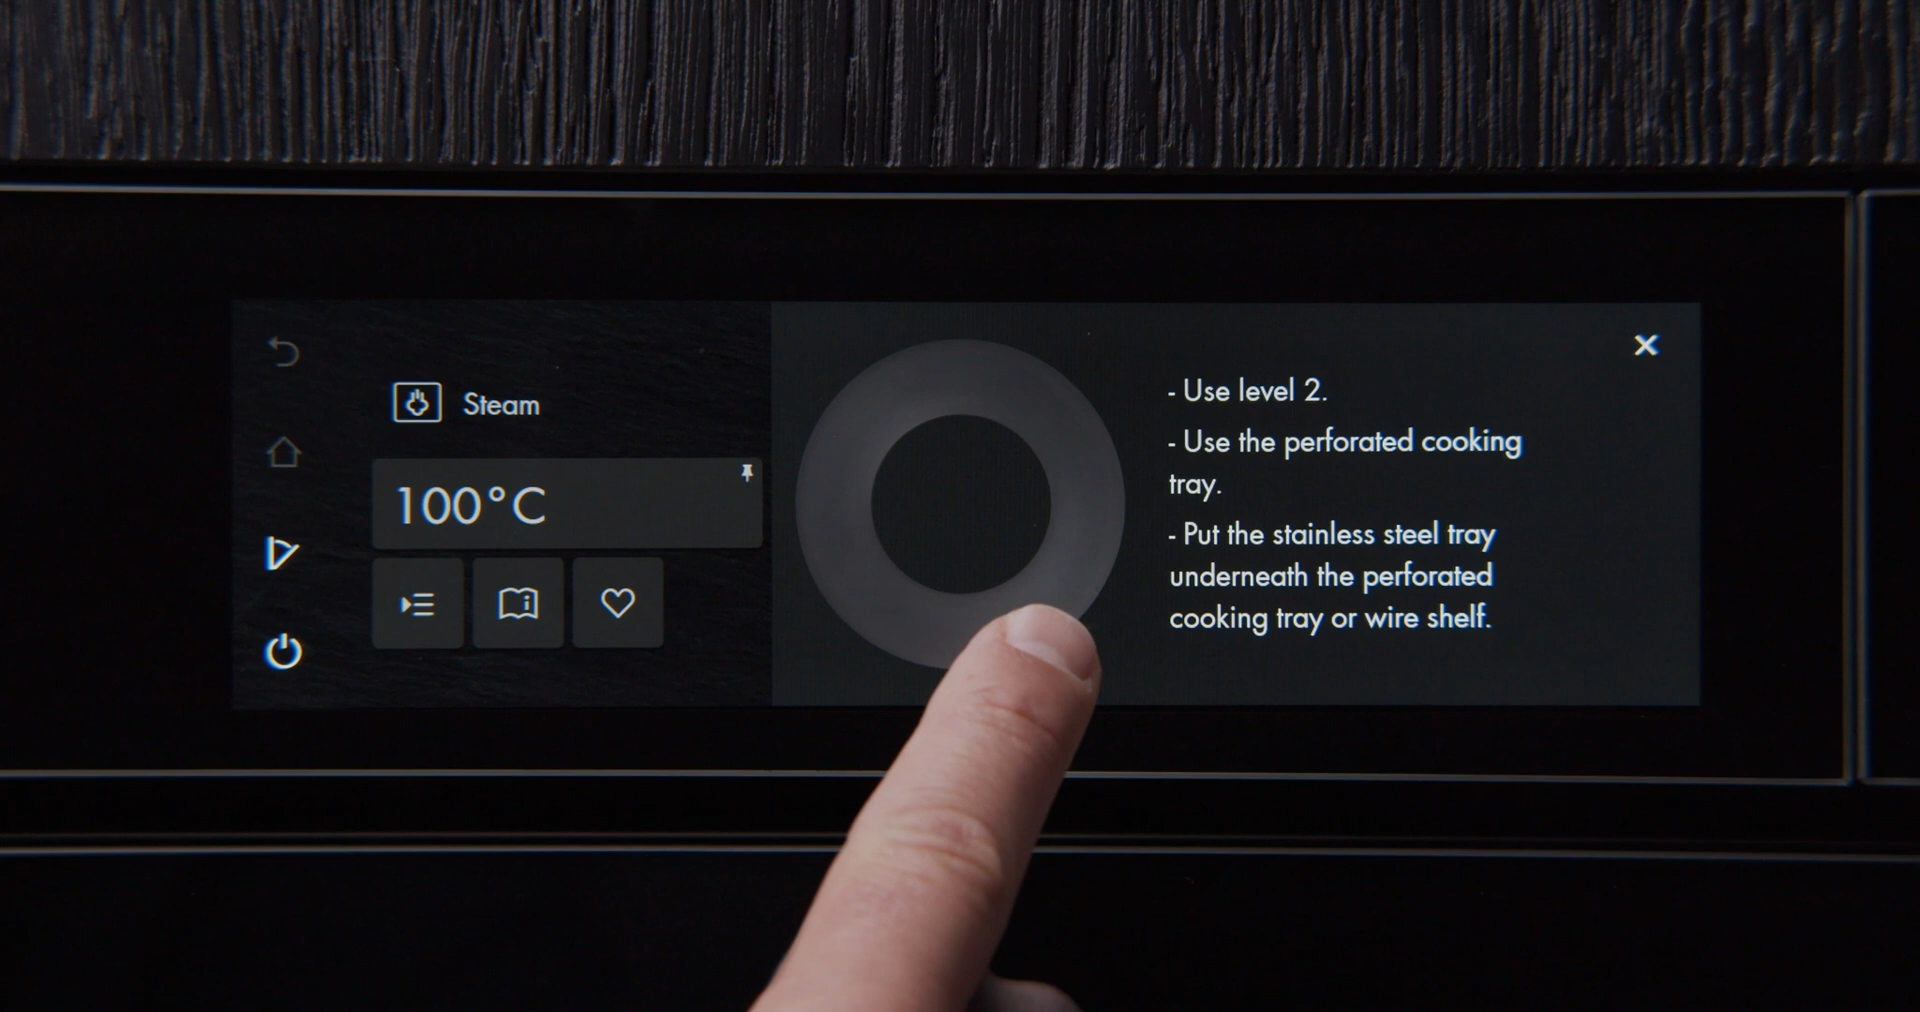 Steam
100°C
- Use level 2.
- Use the perforated cooking
tray.
- Put the stainless steel tray
underneath the perforated
cooking tray or wire shelf.